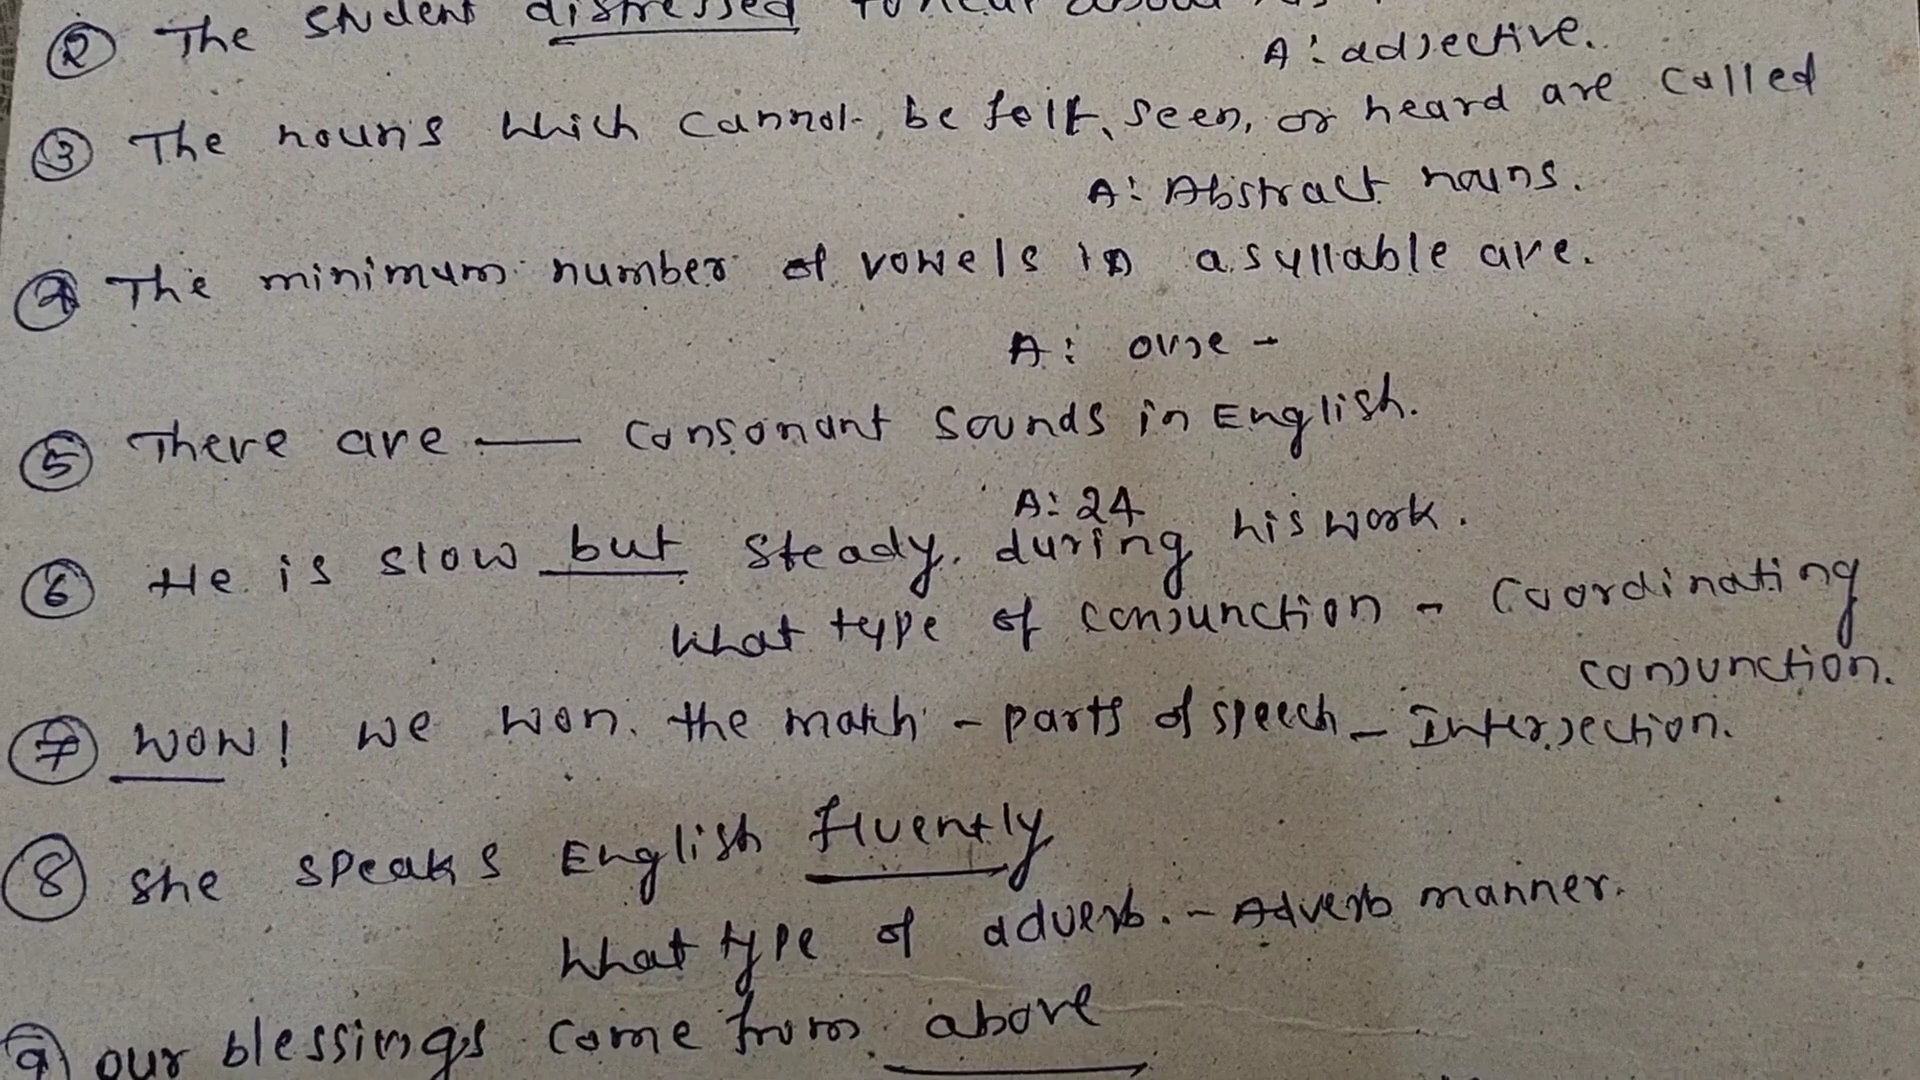 ② The student distressed to hear about
A: adjective.
③ The nouns which cannot be felt, seen, or heard are called
A: Abstract nouns.
④ The minimum number of vowels in a syllable are.
A: one -
⑤ There are — consonant sounds in English.
A: 24
⑥ He is slow but steady. during his work.
What type of conjunction - Coordinating
conjunction.
⑦ WOW! we won. the match - parts of speech - Interjection.
⑧ She speaks English fluently
What type of adverb. - Adverb manner.
⑨ our blessings come from above